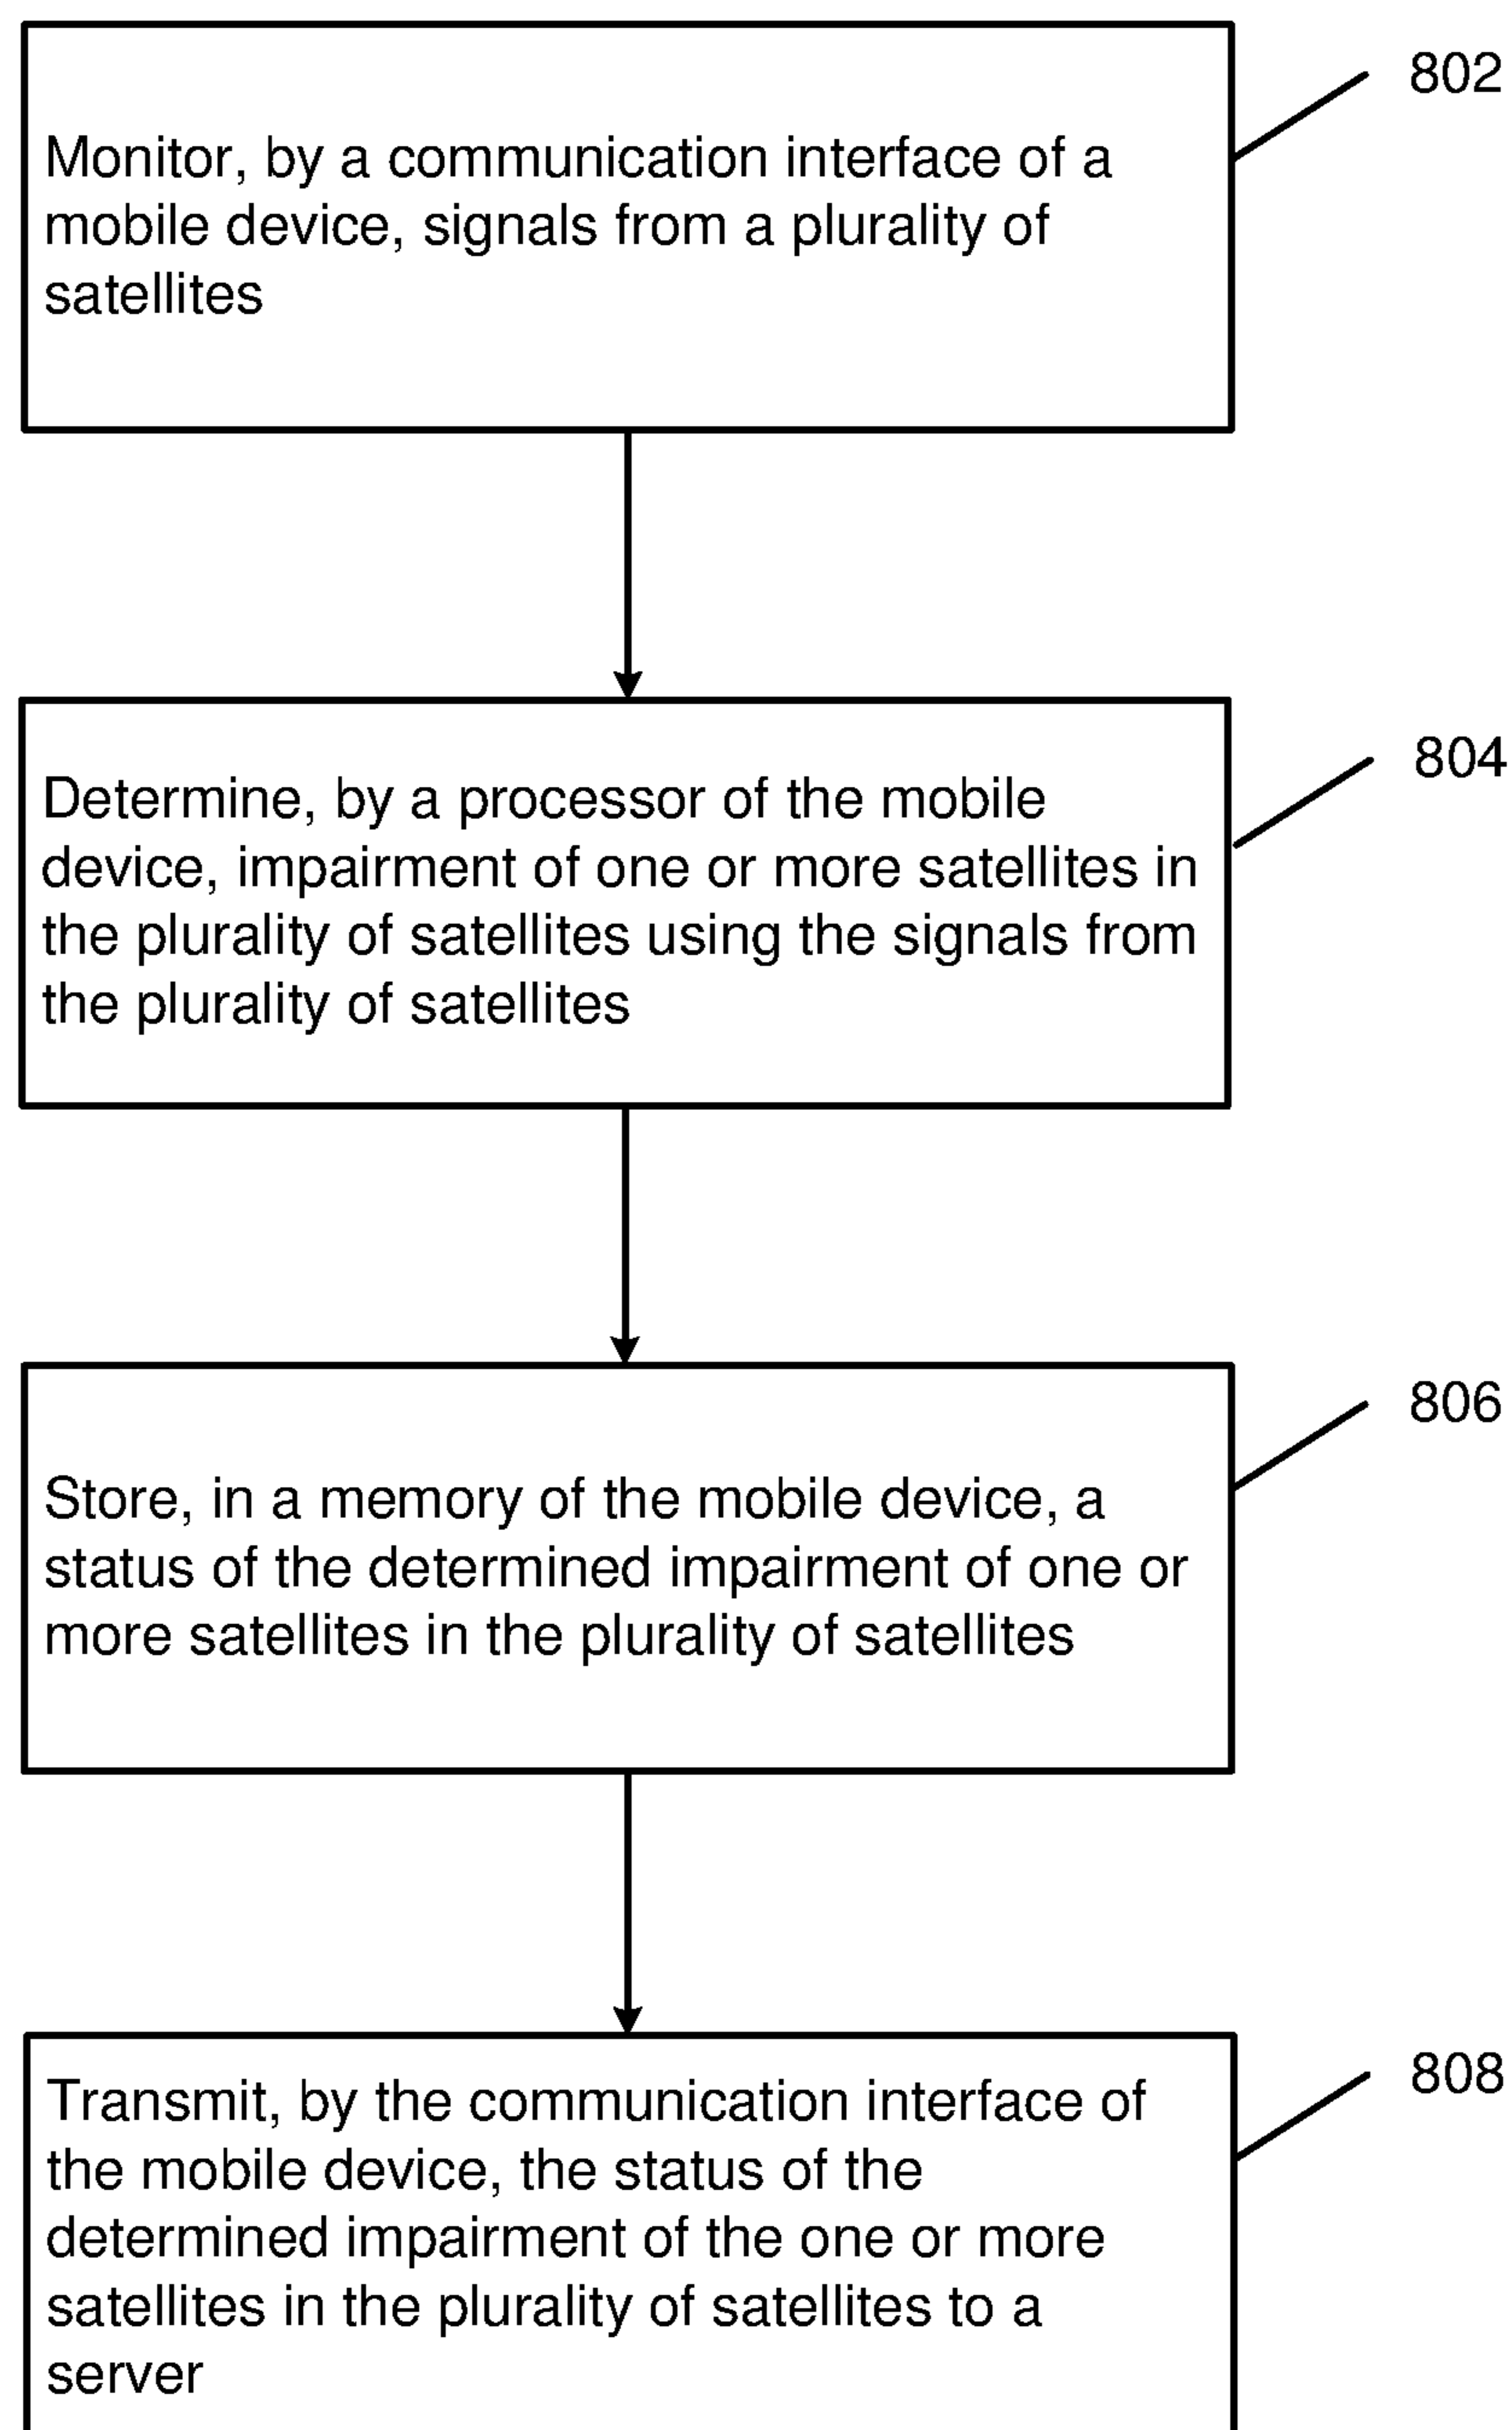 802
Monitor, by a communication interface of a
mobile device, signals from a plurality of
satellites
804
Determine, by a processor of the mobile
device, impairment of one or more satellites in
the plurality of satellites using the signals from
the plurality of satellites
806
Store, in a memory of the mobile device, a
status of the determined impairment of one or
more satellites in the plurality of satellites
808
Transmit, by the communication interface of
the mobile device, the status of the
determined impairment of the one or more
satellites in the plurality of satellites to a
server